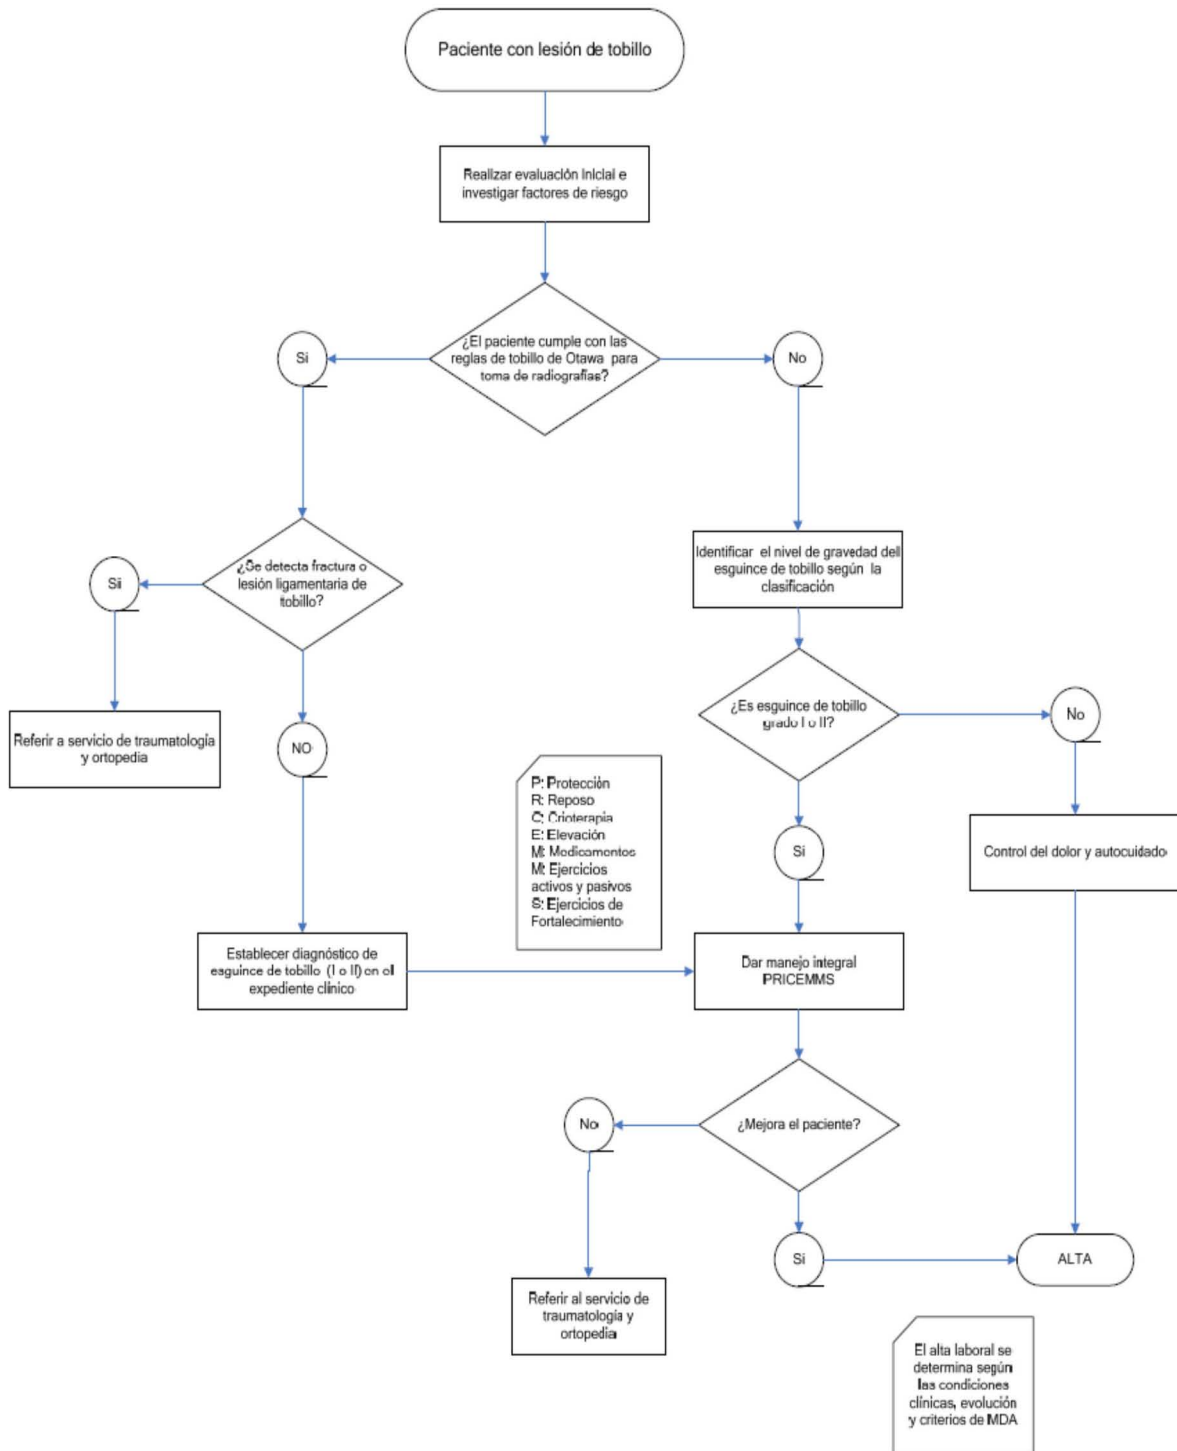 Paciente con lesión de tobillo
Realizar evaluación inicial e
investigar factores de riesgo
¿El paciente cumple con las
reglas de tobillo de Otawa para
toma de radiografías?
Si
No
¿Se detecta fractura o
lesión ligamentaria de
tobillo?
Si
Identificar el nivel de gravedad del
esguince de tobillo según la
clasificación
Referir a servicio de traumatología
y ortopedia
NO
¿Es esguince de tobillo
grado I o II?
No
P: Protección
R: Reposo
C: Crioterapia
E: Elevación
M: Medicamentos
M: Ejercicios
activos y pasivos
S: Ejercicios de
Fortalecimiento
Si
Control del dolor y autocuidado
Establecer diagnóstico de
esguince de tobillo (I o II) en el
expediente clínico
Dar manejo integral
PRICEMMS
¿Mejora el paciente?
No
Si
ALTA
Referir al servicio de
traumatología y
ortopedia
El alta laboral se
determina según
las condiciones
clínicas, evolución
y criterios de MDA